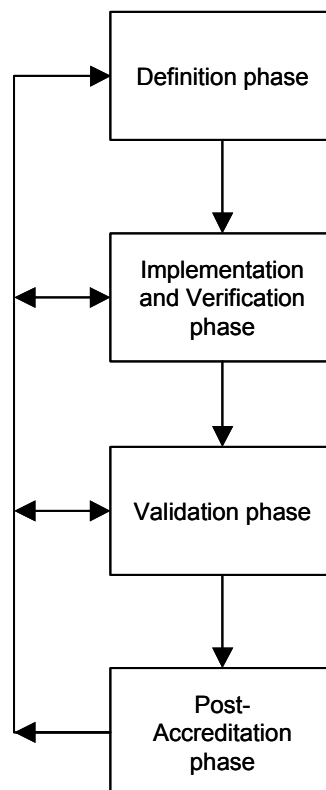 Definition phase
Implementation
and Verification
phase
Validation phase
Post-
Accreditation
phase